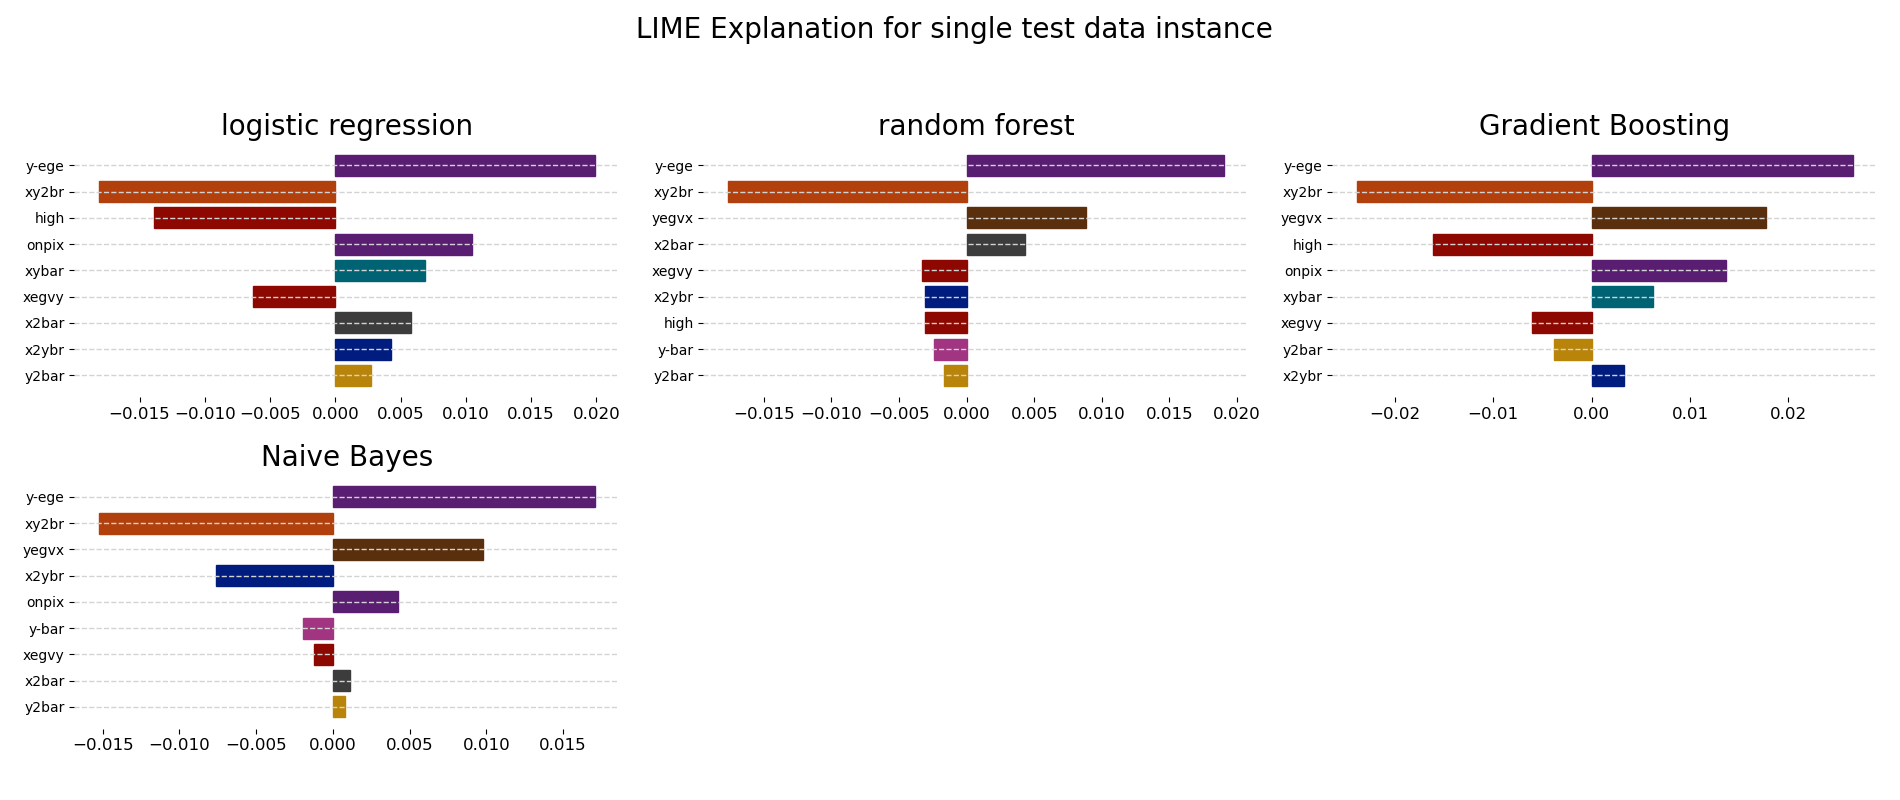 LIME Explanation for single test data instance
logistic regression
y-ege
xy2br
high
onpix
xybar
xegvy
x2bar
x2ybr
y2bar
−0.015 −0.010 −0.005 0.000 0.005 0.010 0.015 0.020
random forest
y-ege
xy2br
yegvx
x2bar
xegvy
x2ybr
high
y-bar
y2bar
−0.015 −0.010 −0.005 0.000 0.005 0.010 0.015 0.020
Gradient Boosting
y-ege
xy2br
yegvx
high
onpix
xybar
xegvy
y2bar
x2ybr
−0.02 −0.01 0.00 0.01 0.02
Naive Bayes
y-ege
xy2br
yegvx
x2ybr
onpix
y-bar
xegvy
x2bar
y2bar
−0.015 −0.010 −0.005 0.000 0.005 0.010 0.015